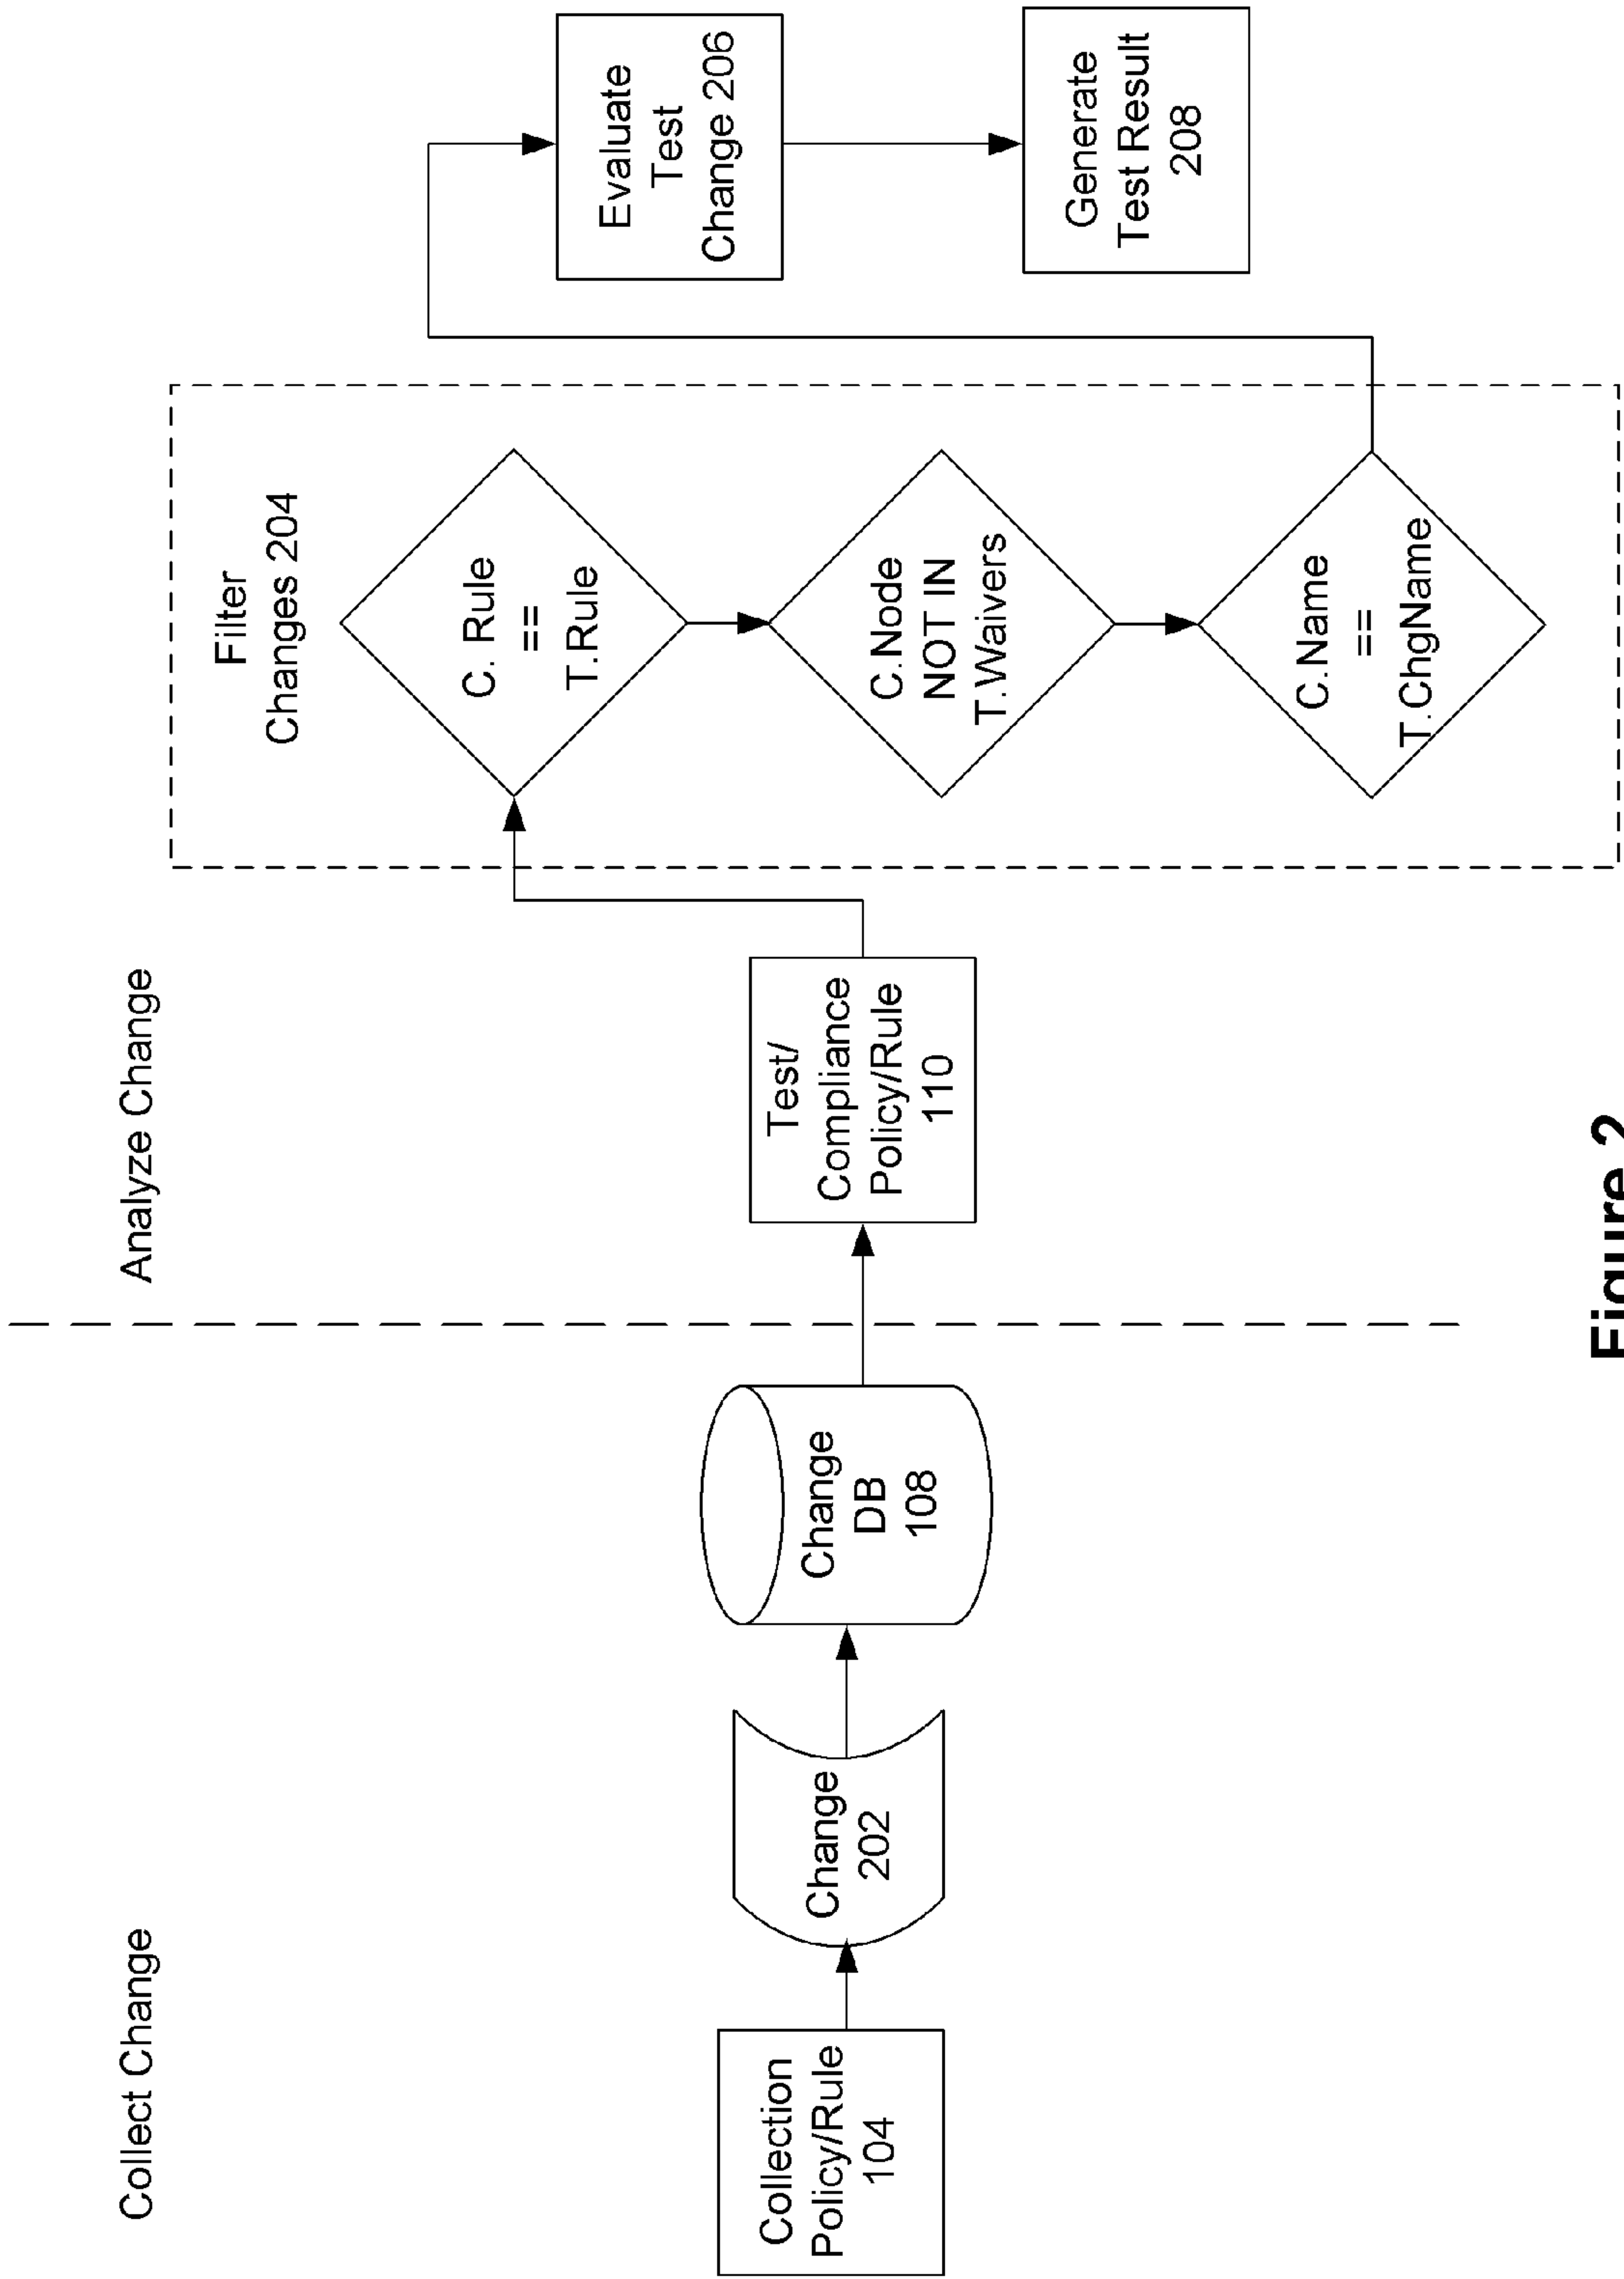 Collect Change
Analyze Change
Collection
Policy/Rule
104
Change
202
Change
DB
108
Test/
Compliance
Policy/Rule
110
Filter
Changes 204
C. Rule
==
T.Rule
C.Node
NOT IN
T.Waivers
C.Name
==
T.ChgName
Evaluate
Test
Change 206
Generate
Test Result
208
Figure 2